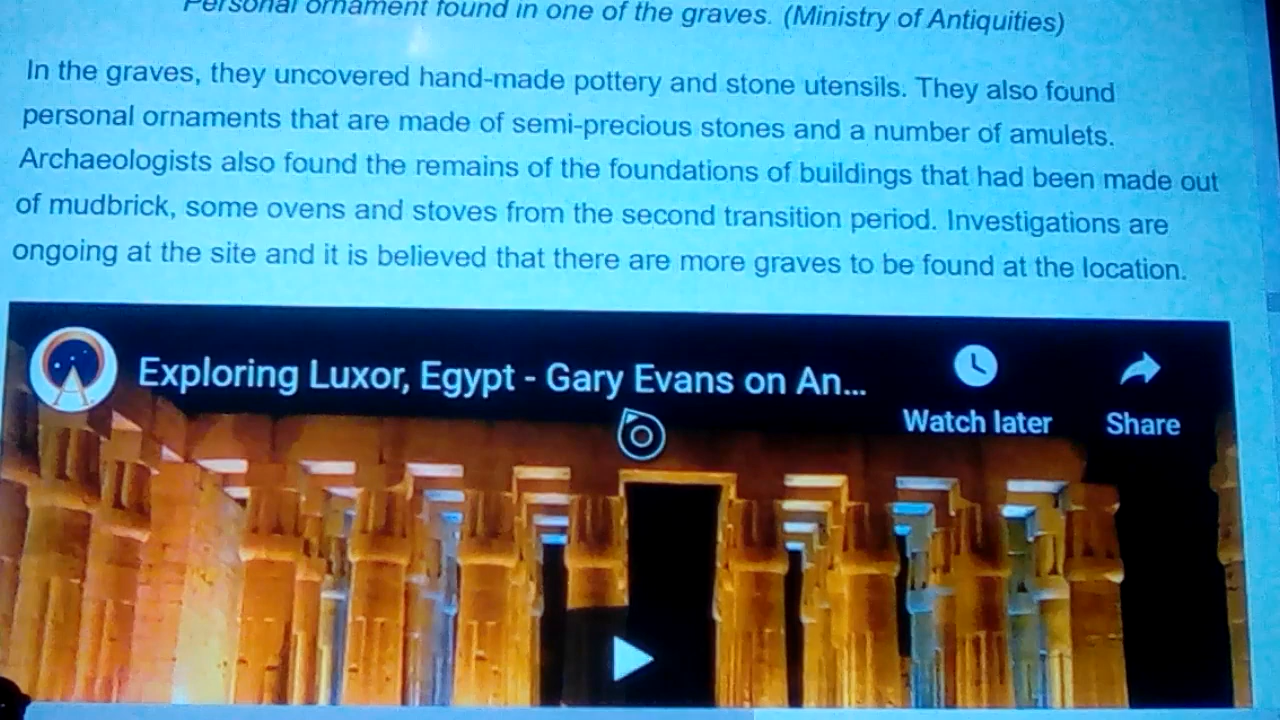 Personal ornament found in one of the graves. (Ministry of Antiquities)
In the graves, they uncovered hand-made pottery and stone utensils. They also found
personal ornaments that are made of semi-precious stones and a number of amulets.
Archaeologists also found the remains of the foundations of buildings that had been made out
of mudbrick, some ovens and stoves from the second transition period. Investigations are
ongoing at the site and it is believed that there are more graves to be found at the location.
Exploring Luxor, Egypt - Gary Evans on An...
Watch later
Share